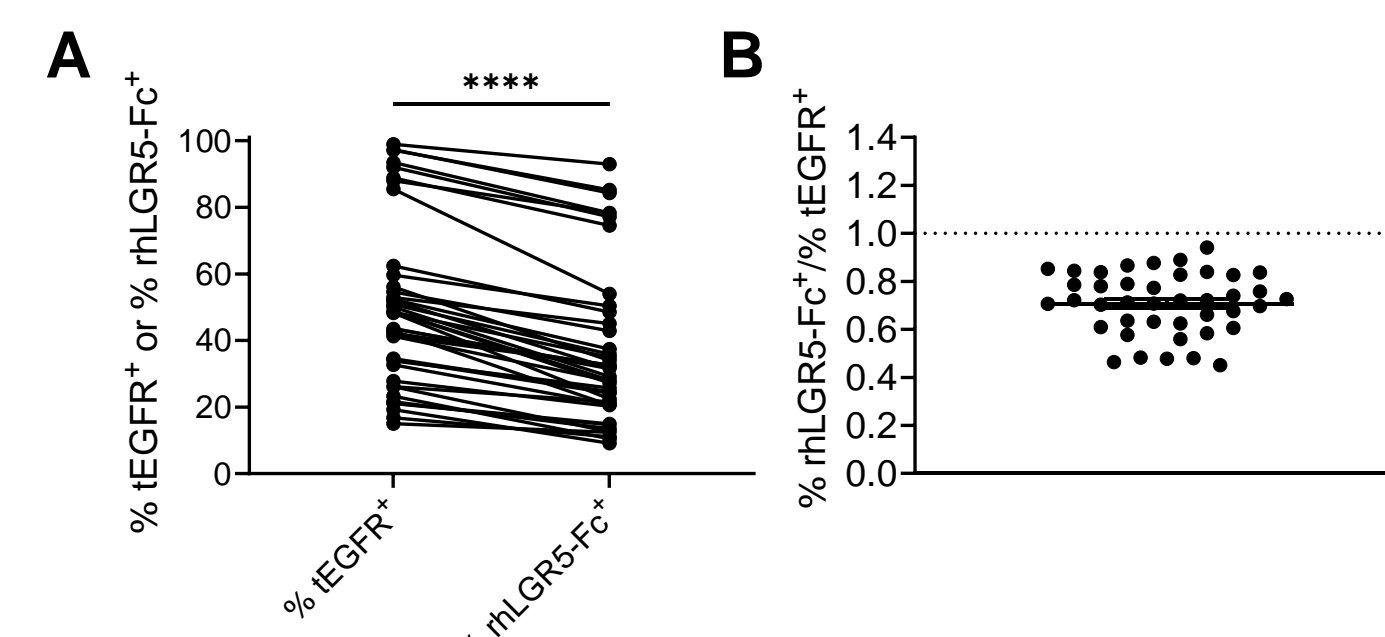 A
% tEGFR⁺ or % rhLGR5-Fc⁺
****
100
80
60
40
20
0
% tEGFR⁺
rhLGR5-Fc⁺
B
% rhLGR5-Fc⁺/% tEGFR⁺
1.4
1.2
1.0
0.8
0.6
0.4
0.2
0.0